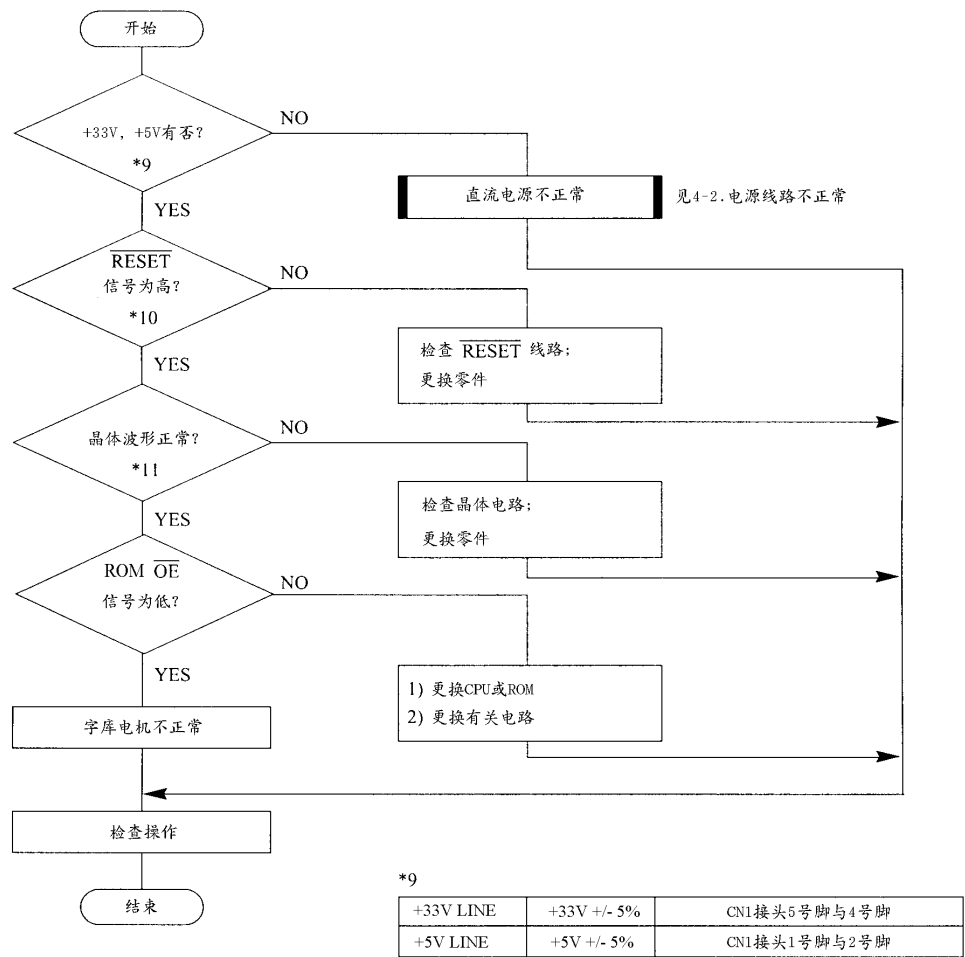 开始
+33V, +5V有否?
*9
NO
YES
直流电源不正常
见4-2.电源线路不正常
RESET
信号为高?
*10
NO
YES
检查 RESET 线路;
更换零件
晶体波形正常?
*11
NO
YES
检查晶体电路;
更换零件
ROM OE
信号为低?
NO
YES
1) 更换CPU或ROM
2) 更换有关电路
字库电机不正常
检查操作
结束
*9
+33V LINE +33V +/- 5% CN1接头5号脚与4号脚
+5V LINE +5V +/- 5% CN1接头1号脚与2号脚